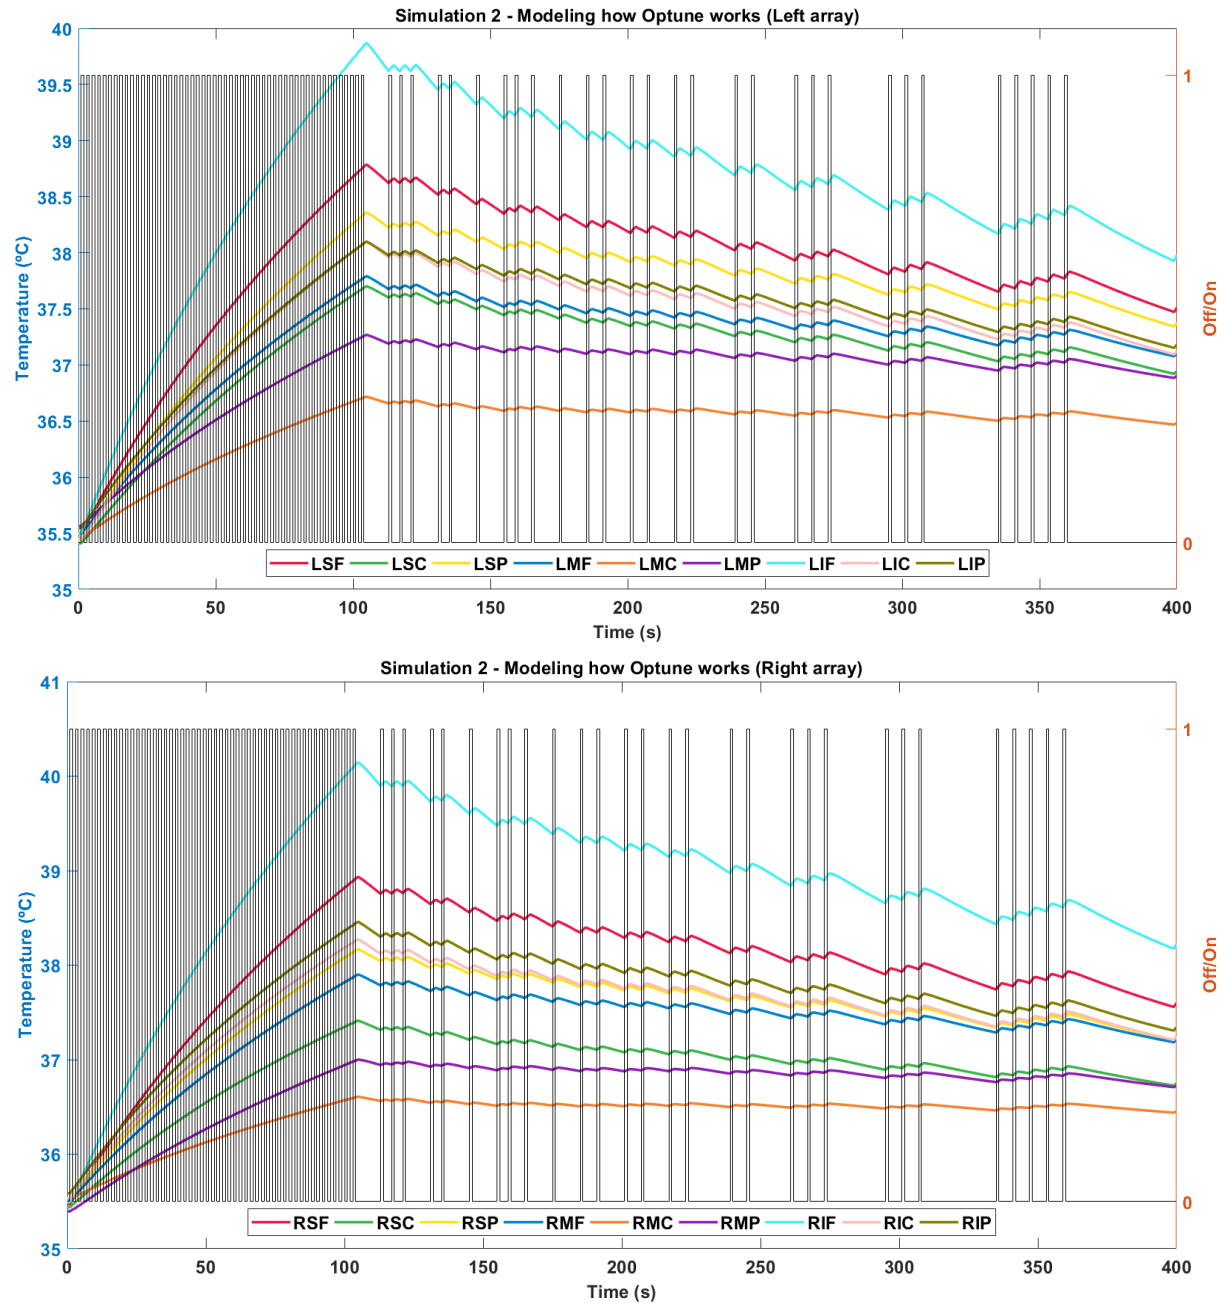 Simulation 2 - Modeling how Optune works (Left array)
40
39.5
39
38.5
38
37.5
37
36.5
36
35.5
35
Temperature (ºC)
1
0
Off/On
LSF LSC LSP LMF LMC LMP LIF LIC LIP
0 50 100 150 200 250 300 350 400
Time (s)
Simulation 2 - Modeling how Optune works (Right array)
41
40
39
38
37
36
35
Temperature (ºC)
1
0
Off/On
RSF RSC RSP RMF RMC RMP RIF RIC RIP
0 50 100 150 200 250 300 350 400
Time (s)